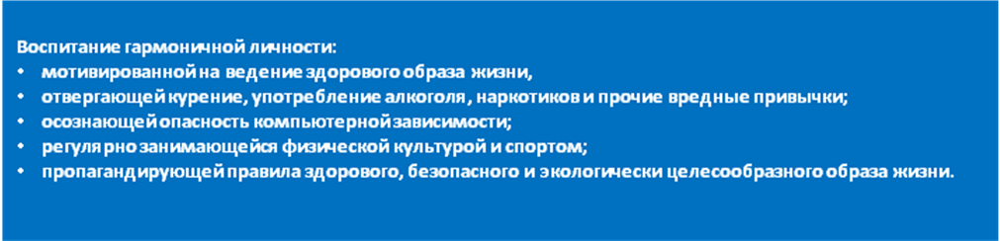 Воспитание гармоничной личности:
• мотивированной на ведение здорового образа жизни,
• отвергающей курение, употребление алкоголя, наркотиков и прочие вредные привычки;
• осознающей опасность компьютерной зависимости;
• регулярно занимающейся физической культурой и спортом;
• пропагандирующей правила здорового, безопасного и экологически целесообразного образа жизни.